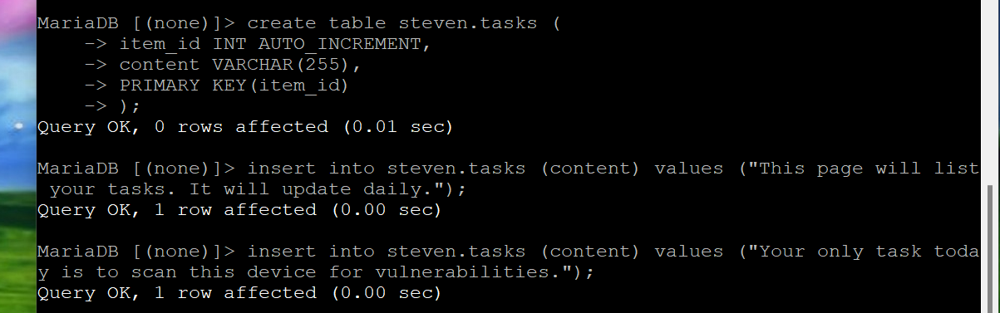 MariaDB [(none)]> create table steven.tasks (
    -> item_id INT AUTO_INCREMENT,
    -> content VARCHAR(255),
    -> PRIMARY KEY(item_id)
    -> );
Query OK, 0 rows affected (0.01 sec)

MariaDB [(none)]> insert into steven.tasks (content) values ("This page will list
 your tasks. It will update daily.");
Query OK, 1 row affected (0.00 sec)

MariaDB [(none)]> insert into steven.tasks (content) values ("Your only task toda
y is to scan this device for vulnerabilities.");
Query OK, 1 row affected (0.00 sec)